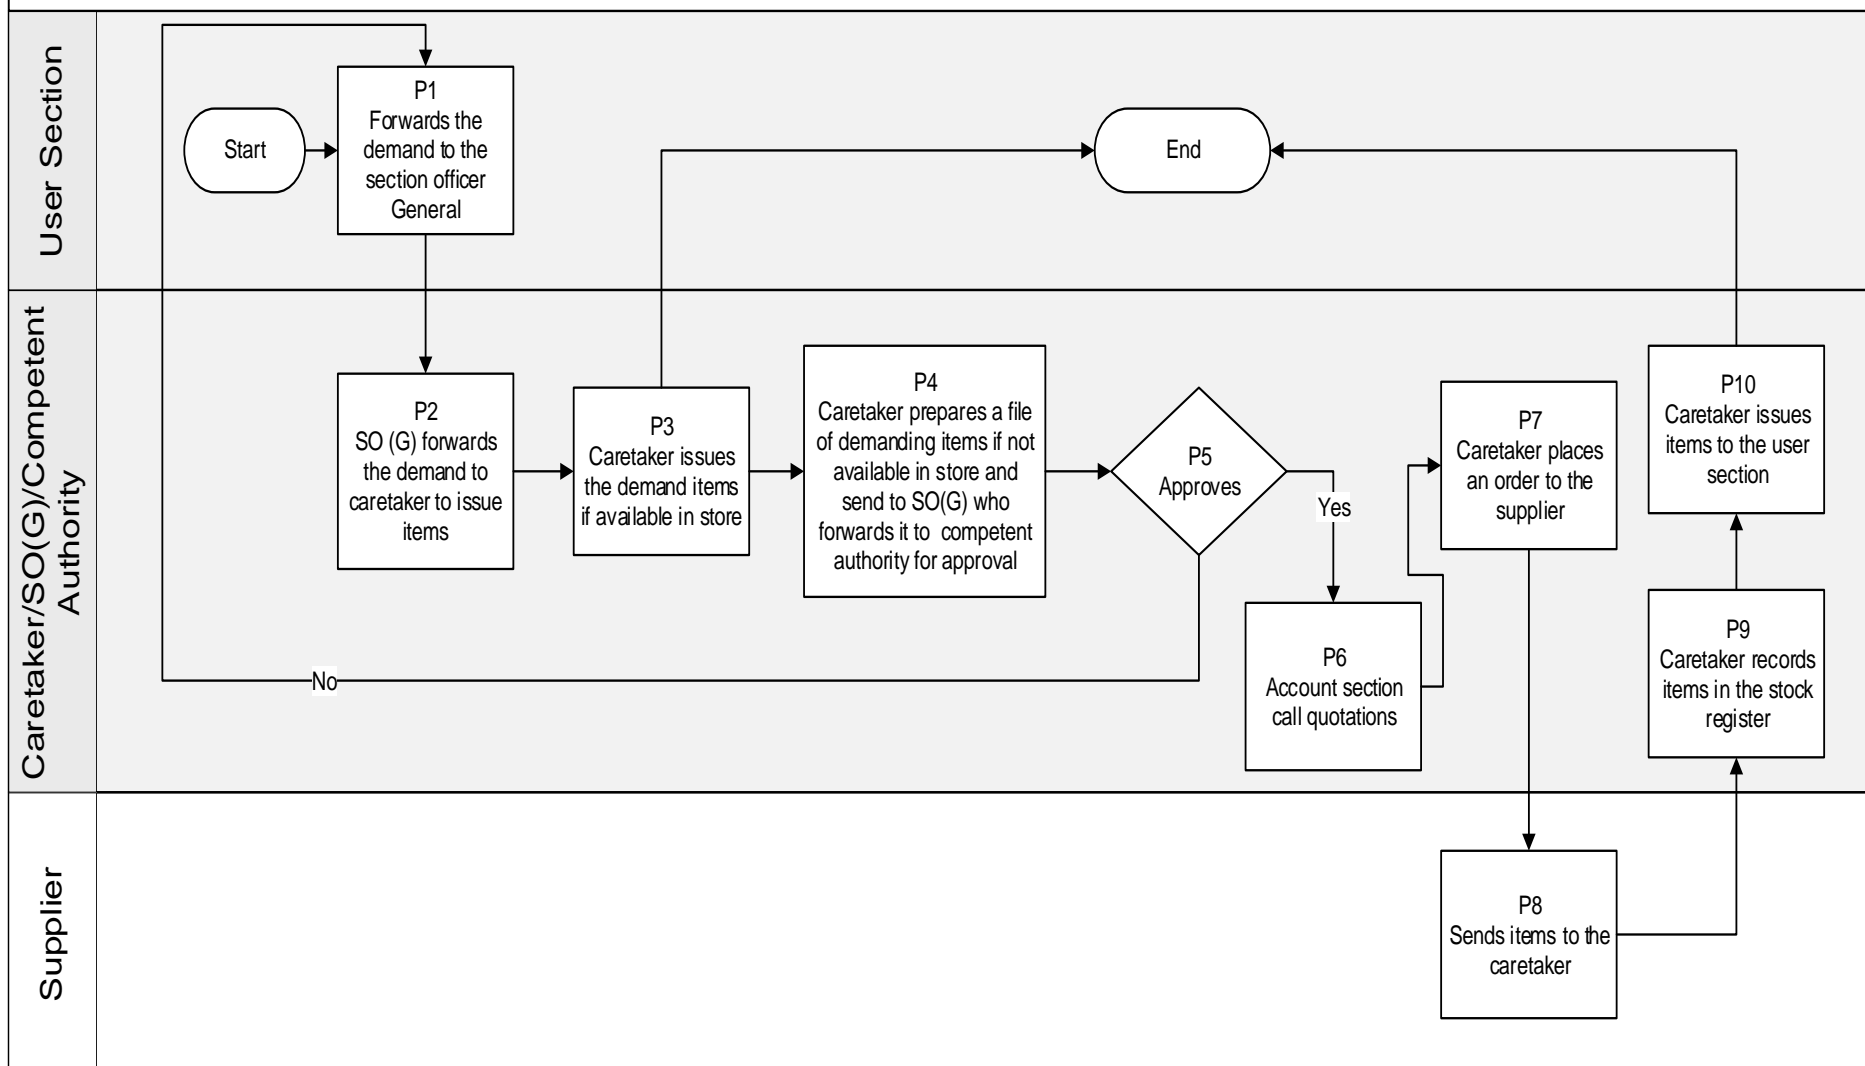 User Section
Start
P1
Forwards the
demand to the
section officer
General
End
Caretaker/SO(G)/Competent
Authority
P2
SO (G) forwards
the demand to
caretaker to issue
items
P3
Caretaker issues
the demand items
if available in store
P4
Caretaker prepares a file
of demanding items if not
available in store and
send to SO(G) who
forwards it to competent
authority for approval
P5
Approves
Yes
No
P6
Account section
call quotations
P7
Caretaker places
an order to the
supplier
P10
Caretaker issues
items to the user
section
P9
Caretaker records
items in the stock
register
Supplier
P8
Sends items to the
caretaker